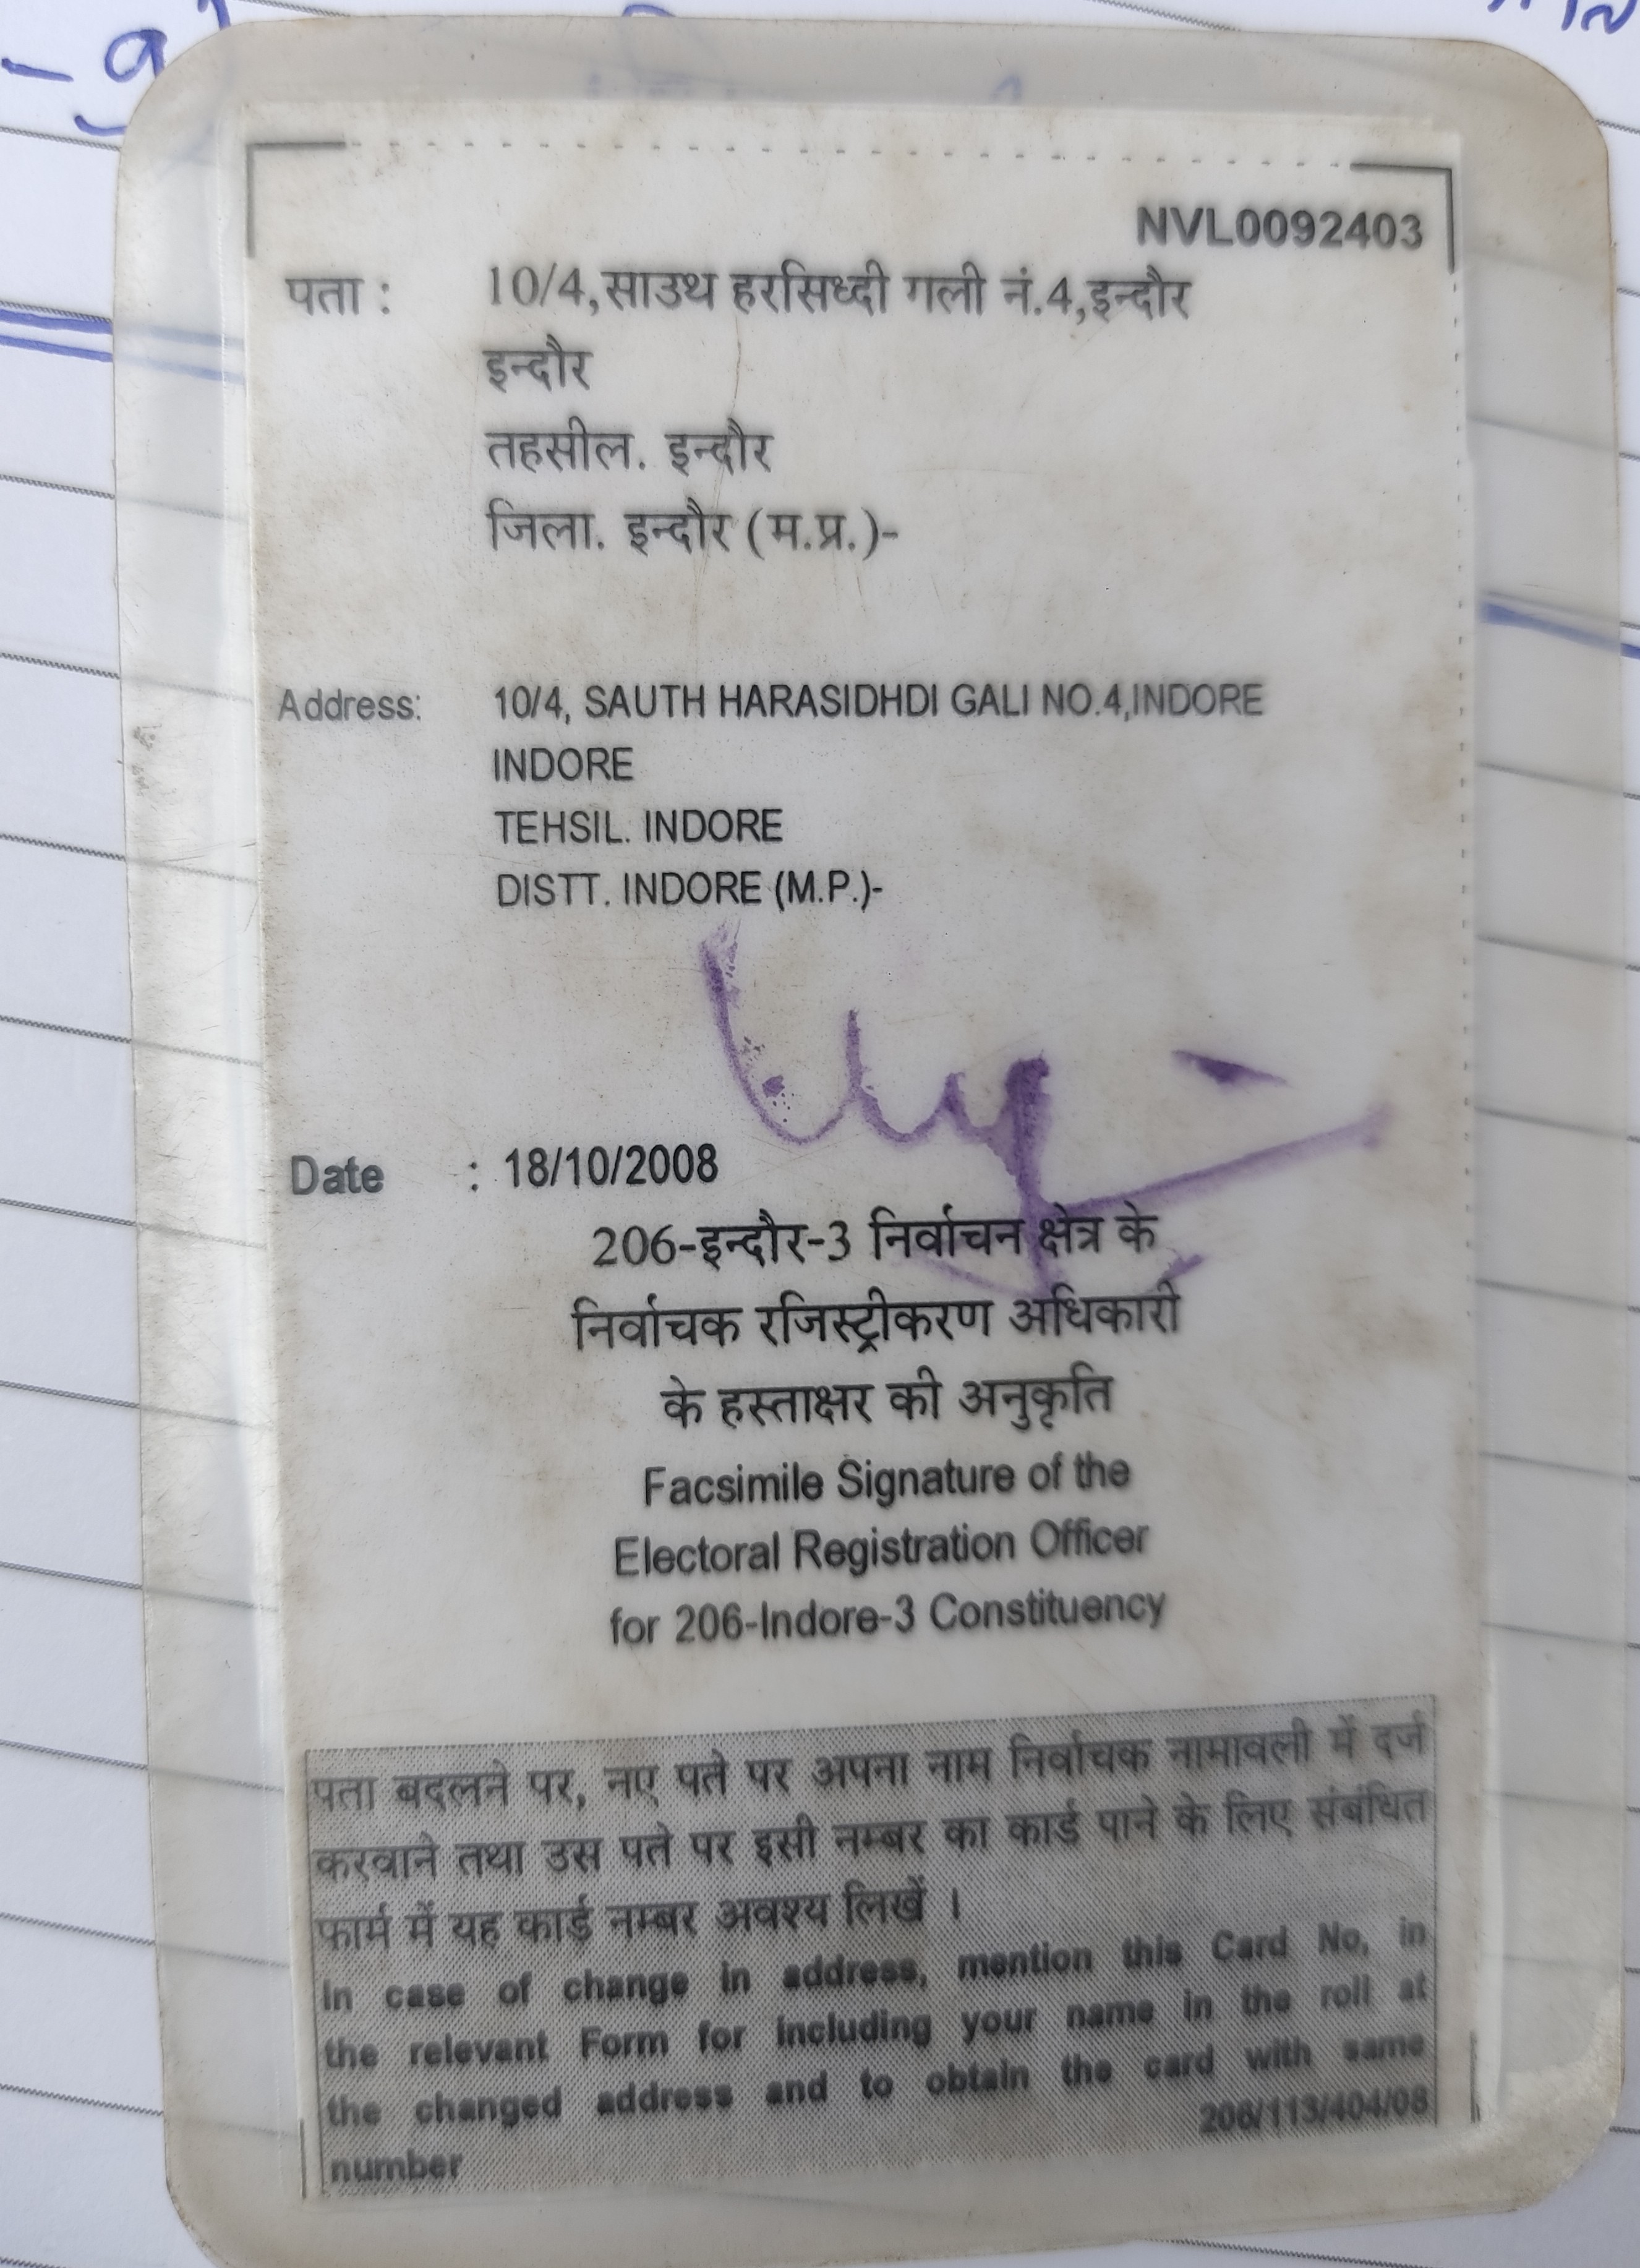 NVL0092403
पता : 10/4,साउथ हरसिध्दी गली नं.4,इन्दौर
इन्दौर
तहसील. इन्दौर
जिला. इन्दौर (म.प्र.)-
Address: 10/4, SAUTH HARASIDHDI GALI NO.4,INDORE
INDORE
TEHSIL. INDORE
DISTT. INDORE (M.P.)-
Date : 18/10/2008
206-इन्दौर-3 निर्वाचन क्षेत्र के
निर्वाचक रजिस्ट्रीकरण अधिकारी
के हस्ताक्षर की अनुकृति
Facsimile Signature of the
Electoral Registration Officer
for 206-Indore-3 Constituency
पता बदलने पर, नए पते पर अपना नाम निर्वाचक नामावली में दर्ज
करवाने तथा उस पते पर इसी नम्बर का कार्ड पाने के लिए संबंधित
फार्म में यह कार्ड नम्बर अवश्य लिखें ।
In case of change in address, mention this Card No, in
the relevant Form for including your name in the roll at
the changed address and to obtain the card with same
number 206/113/404/08